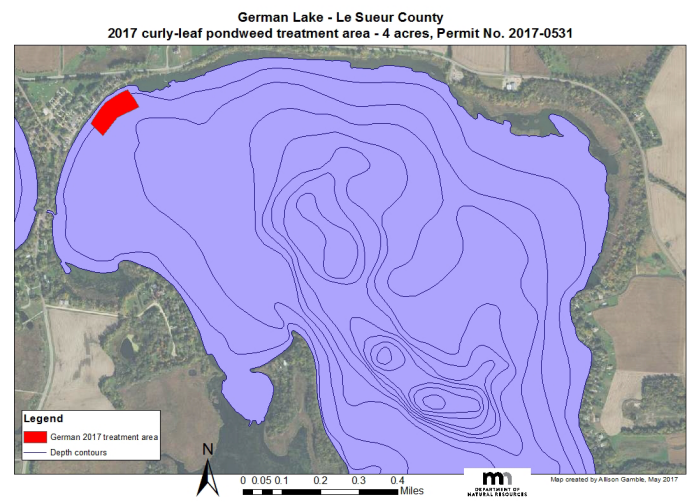 German Lake - Le Sueur County
2017 curly-leaf pondweed treatment area - 4 acres, Permit No. 2017-0531
Legend
German 2017 treatment area
Depth contours
N
0 0.05 0.1 0.2 0.3 0.4
Miles
DEPARTMENT OF
NATURAL RESOURCES
Map created by Allison Gamble, May 2017